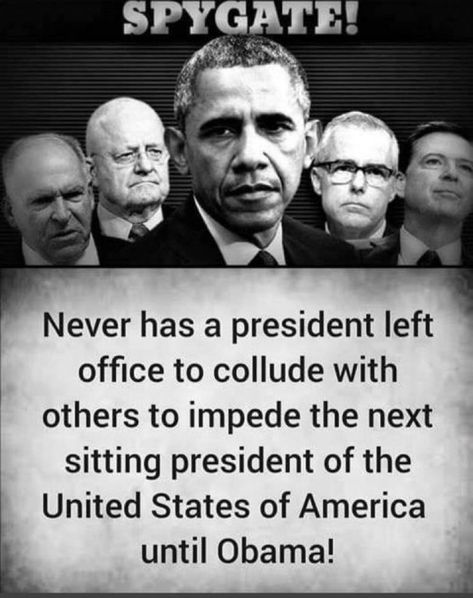 SPYGATE!
Never has a president left
office to collude with
others to impede the next
sitting president of the
United States of America
until Obama!